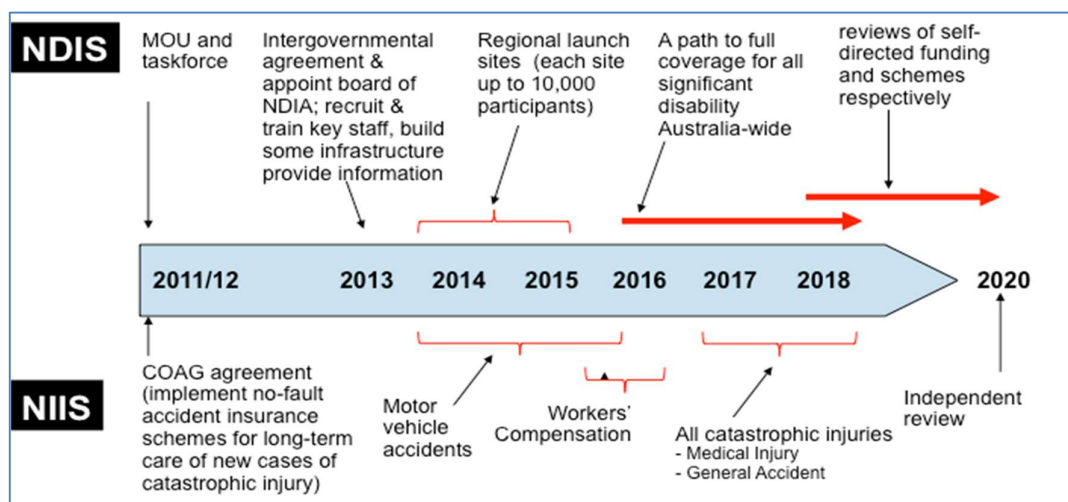 NDIS
MOU and
taskforce
Intergovernmental
agreement &
appoint board of
NDIA; recruit &
train key staff, build
some infrastructure
provide information
Regional launch
sites (each site
up to 10,000
participants)
A path to full
coverage for all
significant
disability
Australia-wide
reviews of self-
directed funding
and schemes
respectively
2011/12 2013 2014 2015 2016 2017 2018 2020
NIIS
COAG agreement
(implement no-fault
accident insurance
schemes for long-term
care of new cases of
catastrophic injury)
Motor
vehicle
accidents
Workers'
Compensation
All catastrophic injuries
- Medical Injury
- General Accident
Independent
review